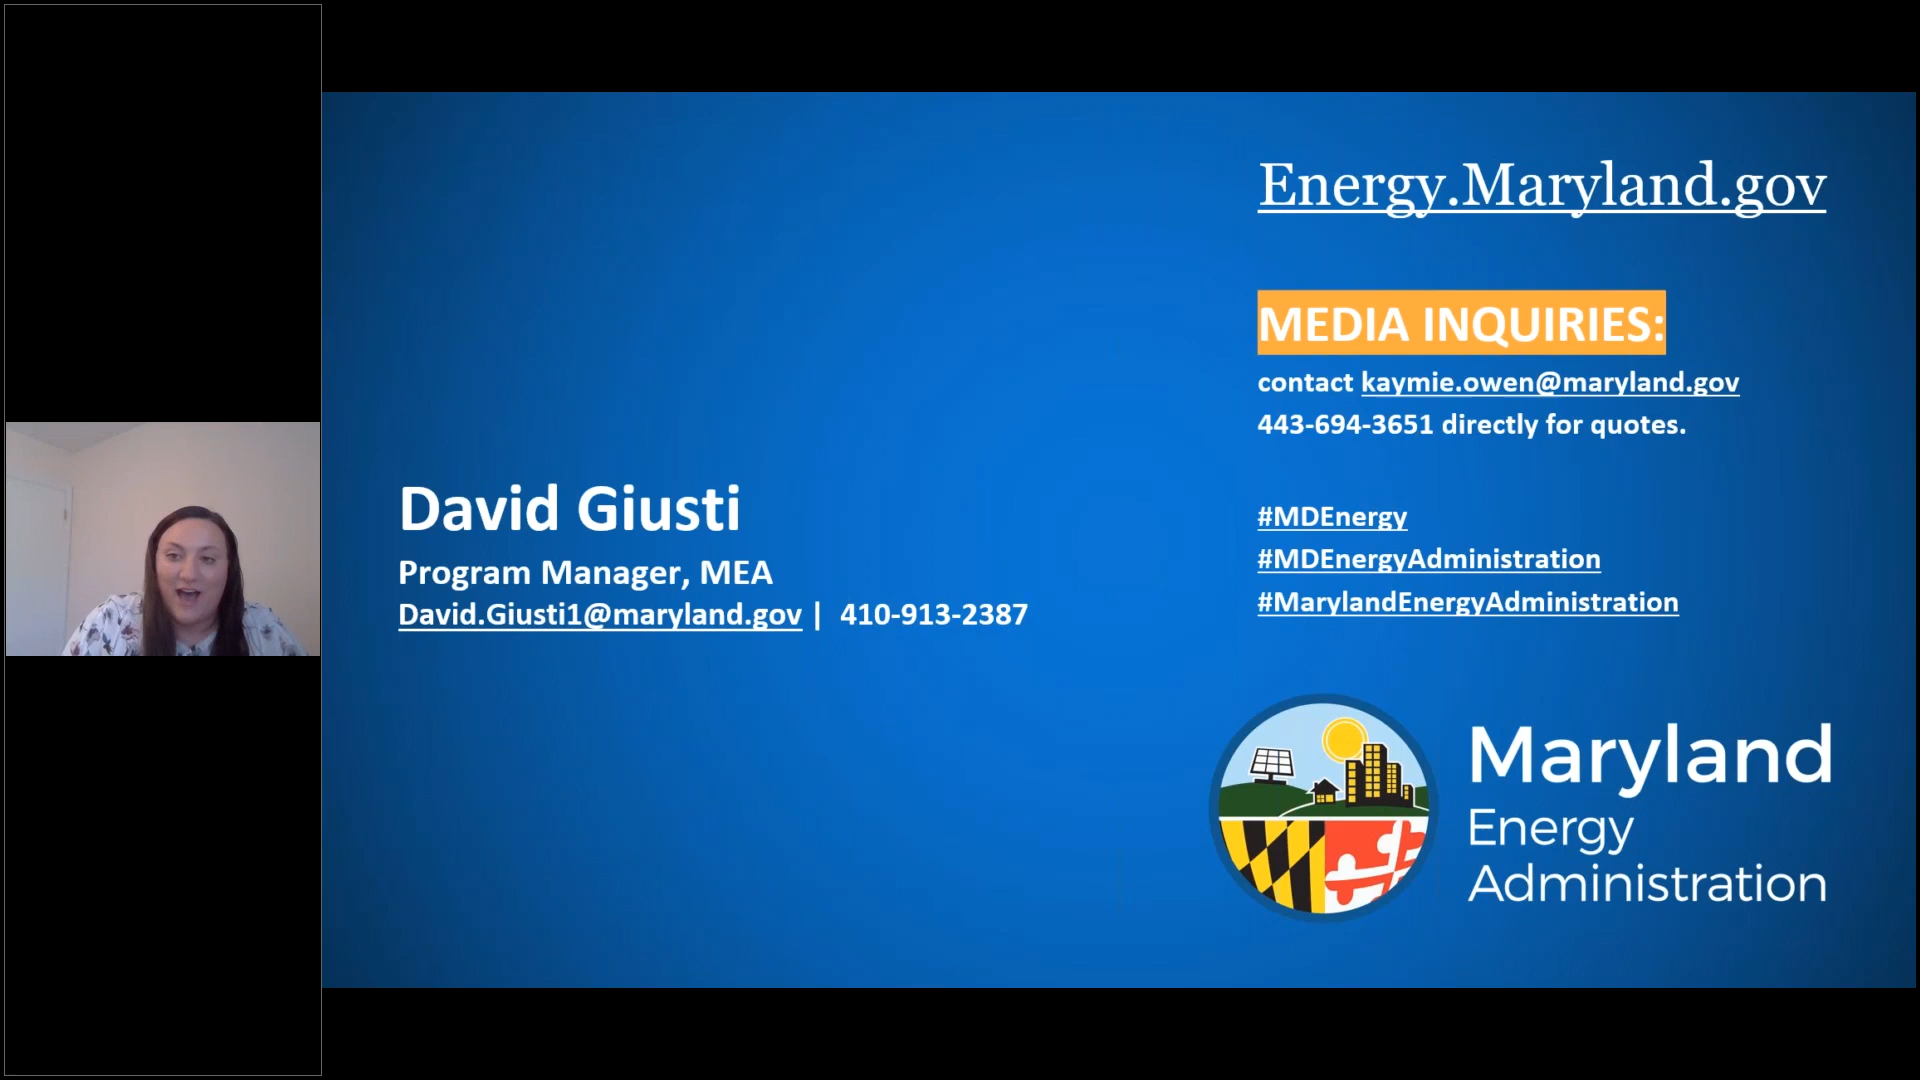 Energy.Maryland.gov
MEDIA INQUIRIES:
contact kaymie.owen@maryland.gov
443-694-3651 directly for quotes.
David Giusti
Program Manager, MEA
David.Giusti1@maryland.gov | 410-913-2387
#MDEnergy
#MDEnergyAdministration
#MarylandEnergyAdministration
Maryland
Energy
Administration